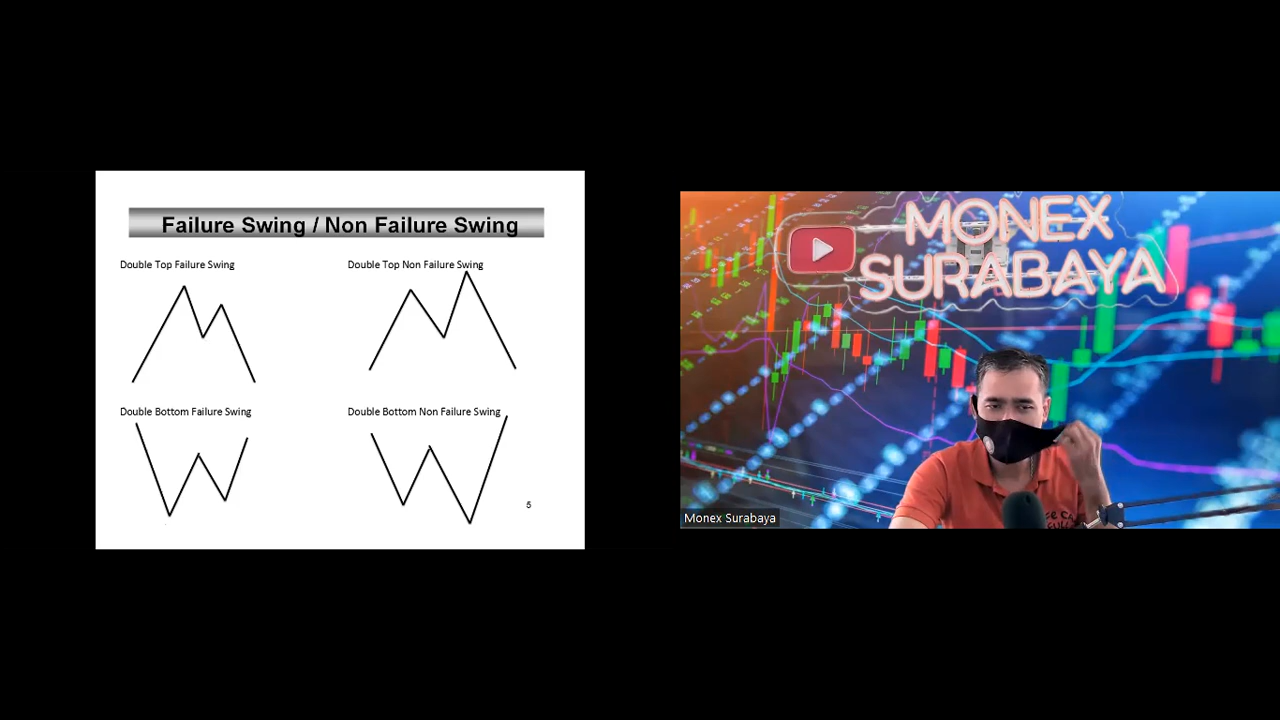 Failure Swing / Non Failure Swing
Double Top Failure Swing
Double Top Non Failure Swing
Double Bottom Failure Swing
Double Bottom Non Failure Swing
5
MONEX
SURABAYA
Monex Surabaya